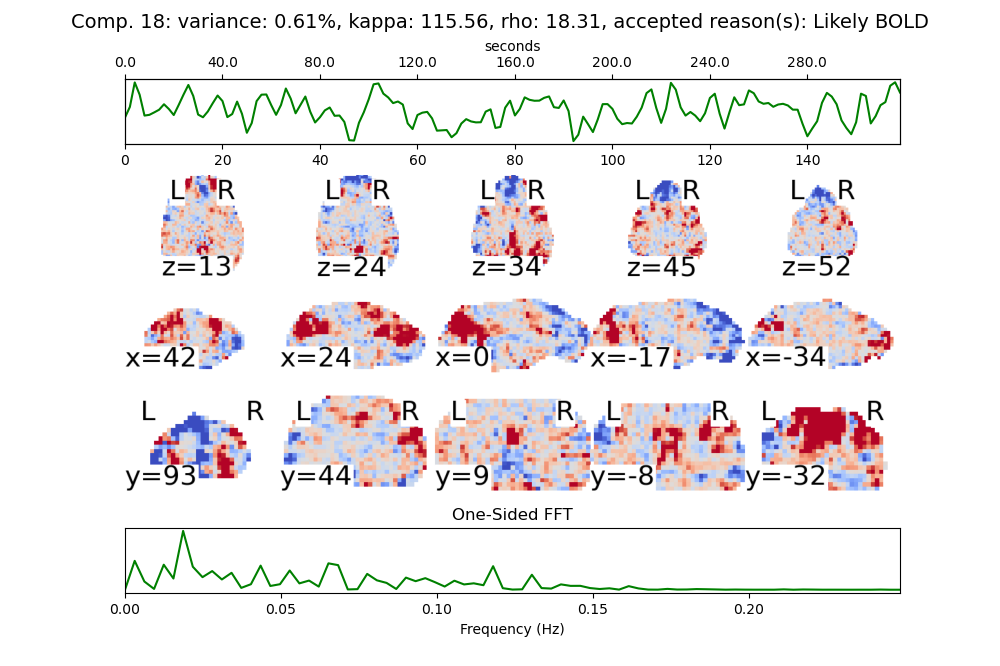 Comp. 18: variance: 0.61%, kappa: 115.56, rho: 18.31, accepted reason(s): Likely BOLD
seconds
0.0 40.0 80.0 120.0 160.0 200.0 240.0 280.0
0 20 40 60 80 100 120 140
L R L R L R L R L R
z=13 z=24 z=34 z=45 z=52
x=42 x=24 x=0 x=-17 x=-34
L R L R L R L R L R
y=93 y=44 y=9 y=-8 y=-32
One-Sided FFT
0.00 0.05 0.10 0.15 0.20
Frequency (Hz)